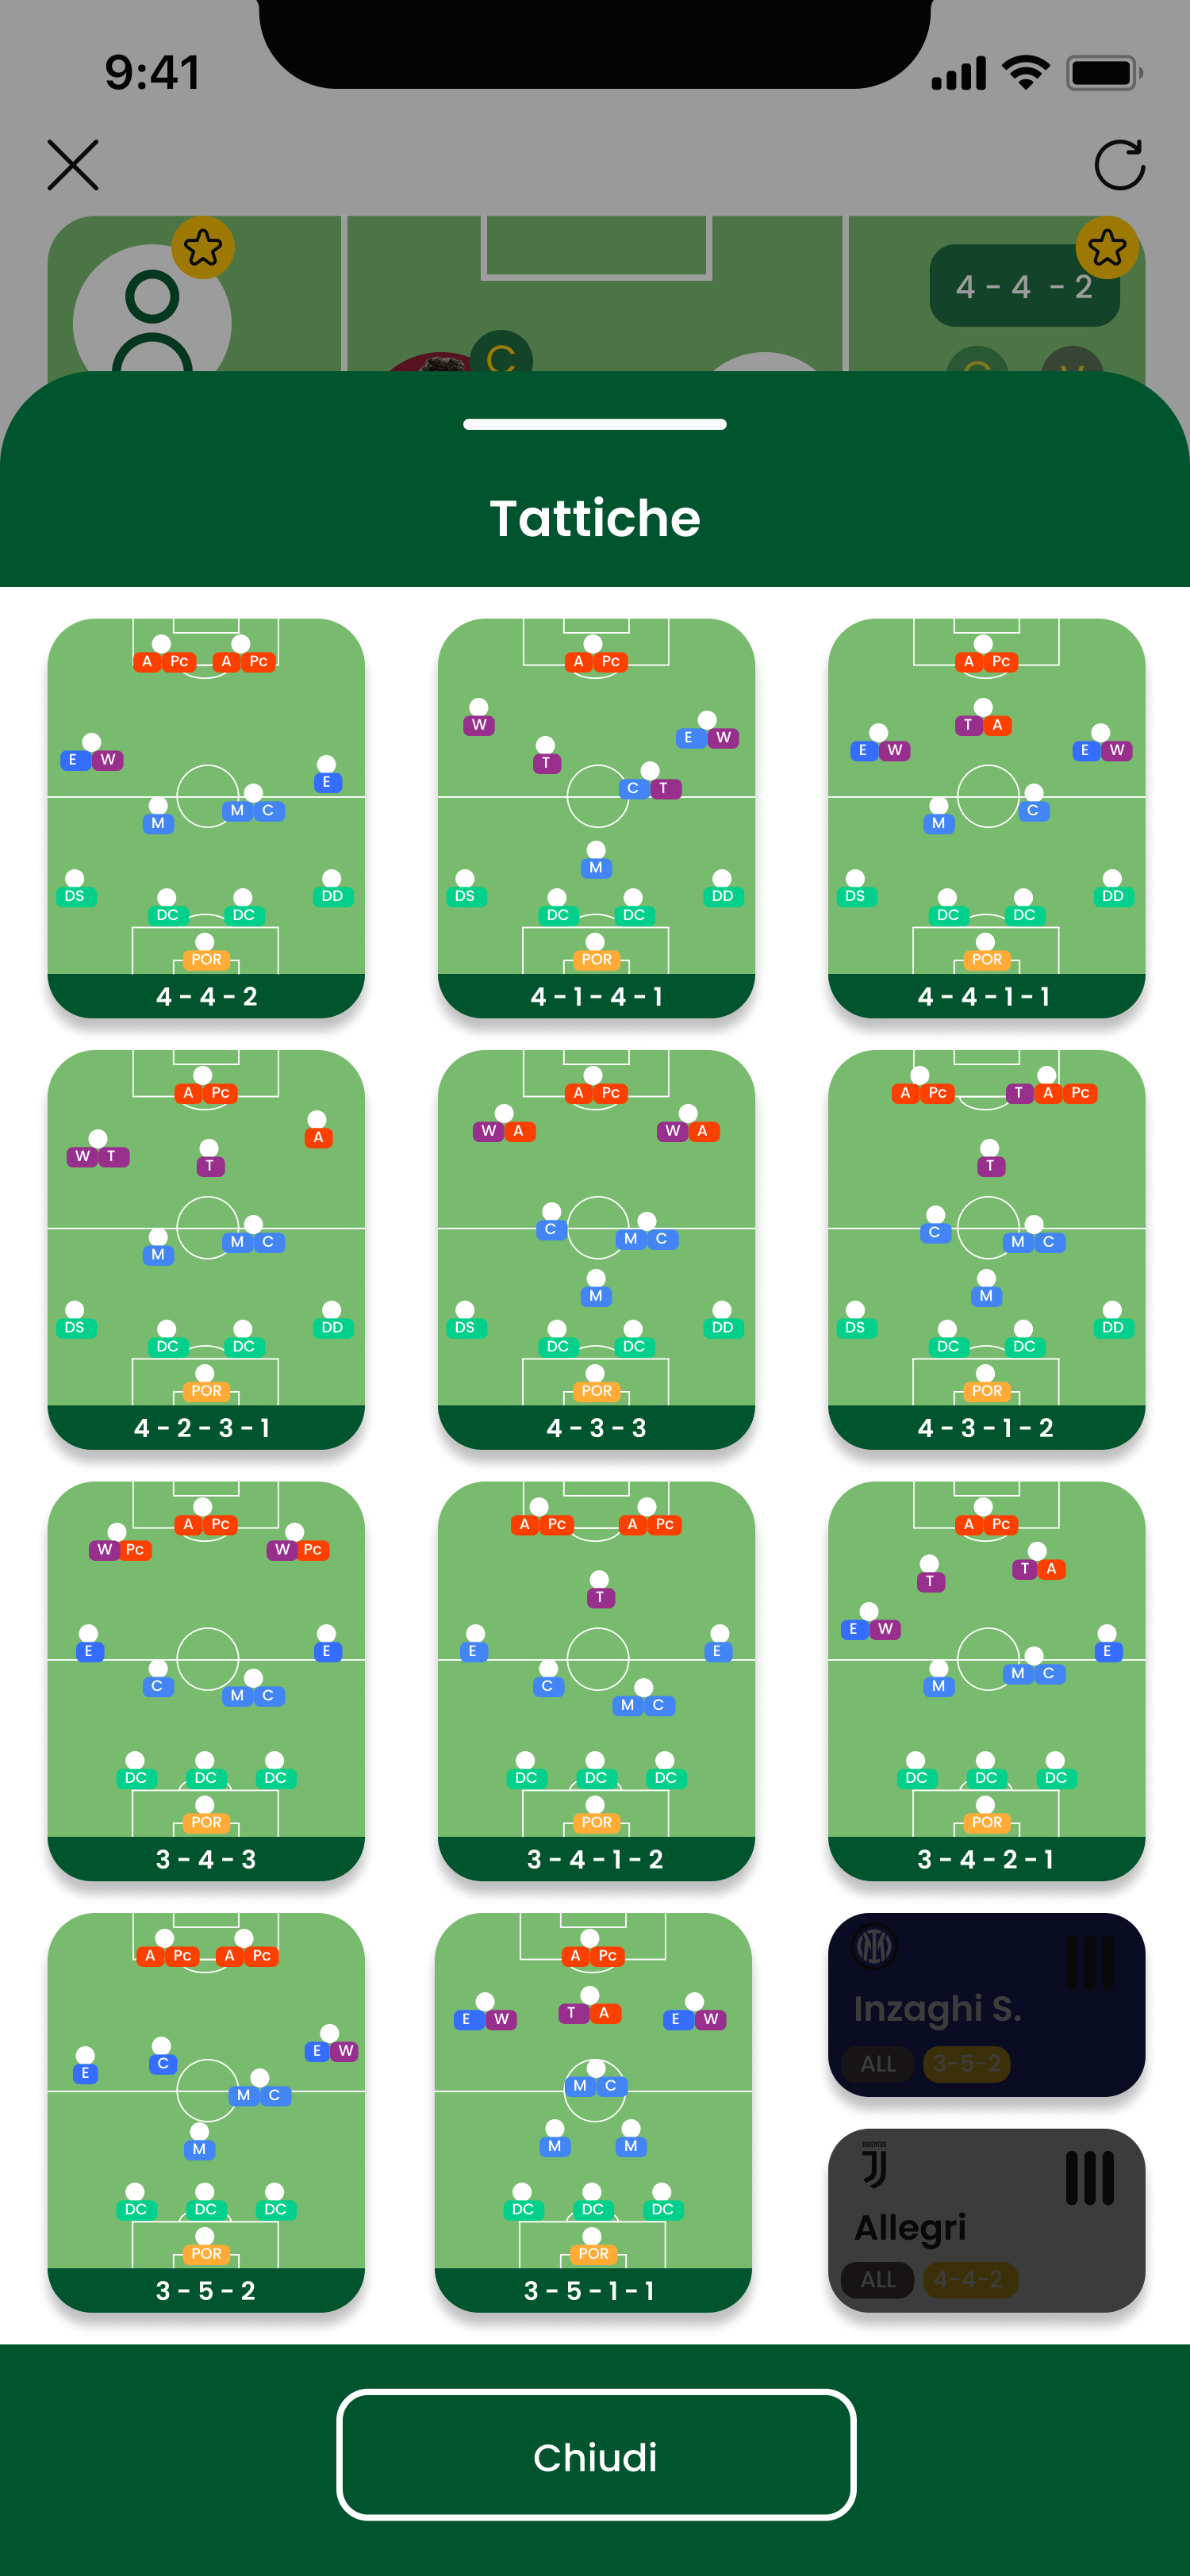 9:41
4 - 4 - 2
C
Tattiche
A Pc A Pc
E W
E
M
M C
DS
DC
DC
DD
POR
4 - 4 - 2
A Pc
W
E W
T
C T
M
DS
DC
DC
DD
POR
4 - 1 - 4 - 1
A Pc
T A
E W
E W
M
C
DS
DC
DC
DD
POR
4 - 4 - 1 - 1
A Pc
A
W T
T
M
M C
DS
DC
DC
DD
POR
4 - 2 - 3 - 1
A Pc
W A
W A
C
M C
M
DS
DC
DC
DD
POR
4 - 3 - 3
A Pc
T A Pc
T
C
M C
M
DS
DC
DC
DD
POR
4 - 3 - 1 - 2
A Pc
W Pc
W Pc
E
E
C
M C
DC
DC
DC
POR
3 - 4 - 3
A Pc
A Pc
T
E
E
C
M C
DC
DC
DC
POR
3 - 4 - 1 - 2
A Pc
T
T A
E W
E
M
M C
DC
DC
DC
POR
3 - 4 - 2 - 1
A Pc
A Pc
E
C
E W
M C
M
DC
DC
DC
POR
3 - 5 - 2
A Pc
E W
T A
E W
M C
M
M
DC
DC
DC
POR
3 - 5 - 1 - 1
Inzaghi S.
ALL 3-5-2
JUVENTUS
Allegri
ALL 4-4-2
Chiudi